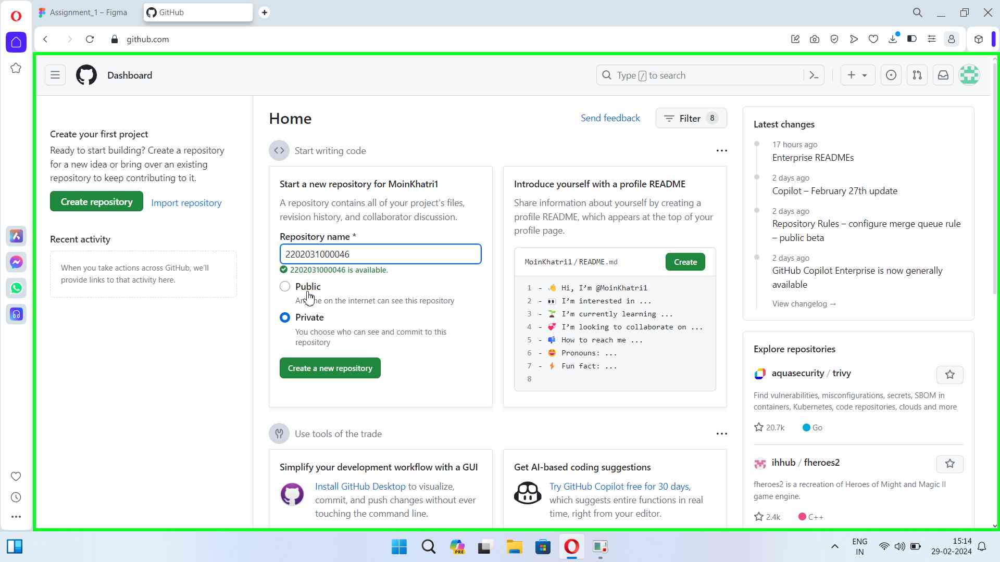 Assignment_1 – Figma
GitHub
github.com
Dashboard
Type / to search
Create your first project
Ready to start building? Create a repository
for a new idea or bring over an existing
repository to keep contributing to it.
Create repository
Import repository
Recent activity
When you take actions across GitHub, we’ll
provide links to that activity here.
Home
Send feedback
Filter 8
Start writing code
Start a new repository for MoinKhatri1
A repository contains all of your project's files,
revision history, and collaborator discussion.
Repository name *
2202031000046
2202031000046 is available.
Public
Anyone on the internet can see this repository
Private
You choose who can see and commit to this
repository
Create a new repository
Introduce yourself with a profile README
Share information about yourself by creating a
profile README, which appears at the top of your
profile page.
MoinKhatri1 / README.md
Create
1 - 👋 Hi, I’m @MoinKhatri1
2 - 👀 I’m interested in ...
3 - 🌱 I’m currently learning ...
4 - 💞️ I’m looking to collaborate on ...
5 - 📫 How to reach me ...
6 - 😄 Pronouns: ...
7 - ⚡ Fun fact: ...
8
Use tools of the trade
Simplify your development workflow with a GUI
Install GitHub Desktop to visualize,
commit, and push changes without ever
touching the command line.
Get AI-based coding suggestions
Try GitHub Copilot free for 30 days,
which suggests entire functions in real
time, right from your editor.
Latest changes
17 hours ago
Enterprise READMEs
2 days ago
Copilot – February 27th update
2 days ago
Repository Rules – configure merge queue rule
– public beta
2 days ago
GitHub Copilot Enterprise is now generally
available
View changelog →
Explore repositories
aquasecurity / trivy
Find vulnerabilities, misconfigurations, secrets, SBOM in
containers, Kubernetes, code repositories, clouds and more
20.7k
Go
ihhub / fheroes2
fheroes2 is a recreation of Heroes of Might and Magic II
game engine.
2.4k
C++
PRE
ENG
IN
15:14
29-02-2024